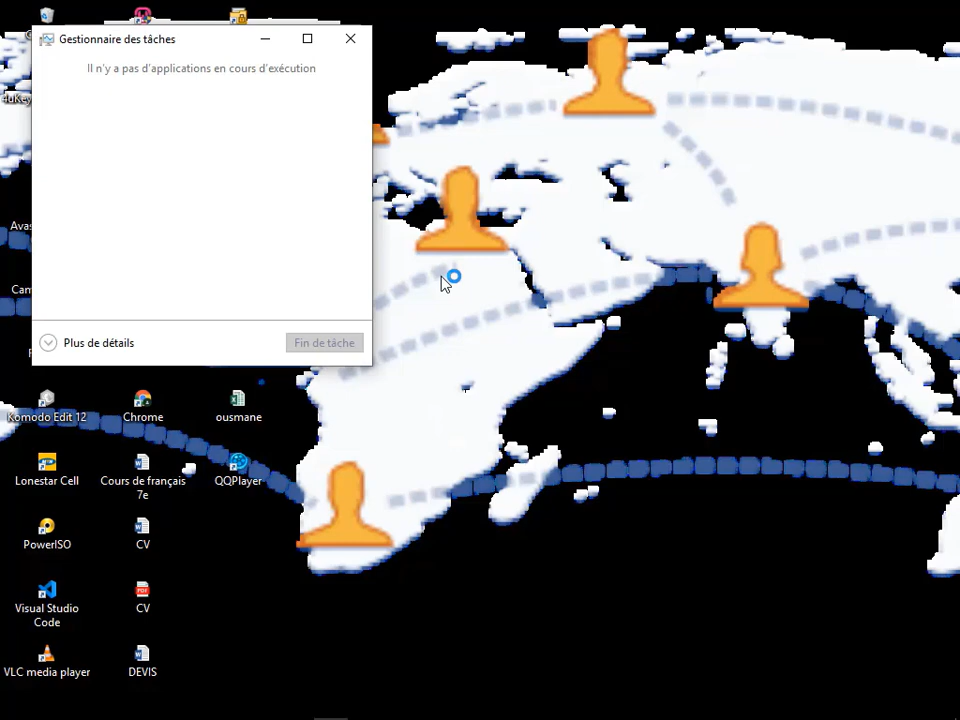 Gestionnaire des tâches
Il n'y a pas d'applications en cours d'exécution
Plus de détails
Fin de tâche
Komodo Edit 12
Chrome
ousmane
Lonestar Cell
Cours de français
7e
QQPlayer
PowerISO
CV
Visual Studio
Code
CV
VLC media player
DEVIS